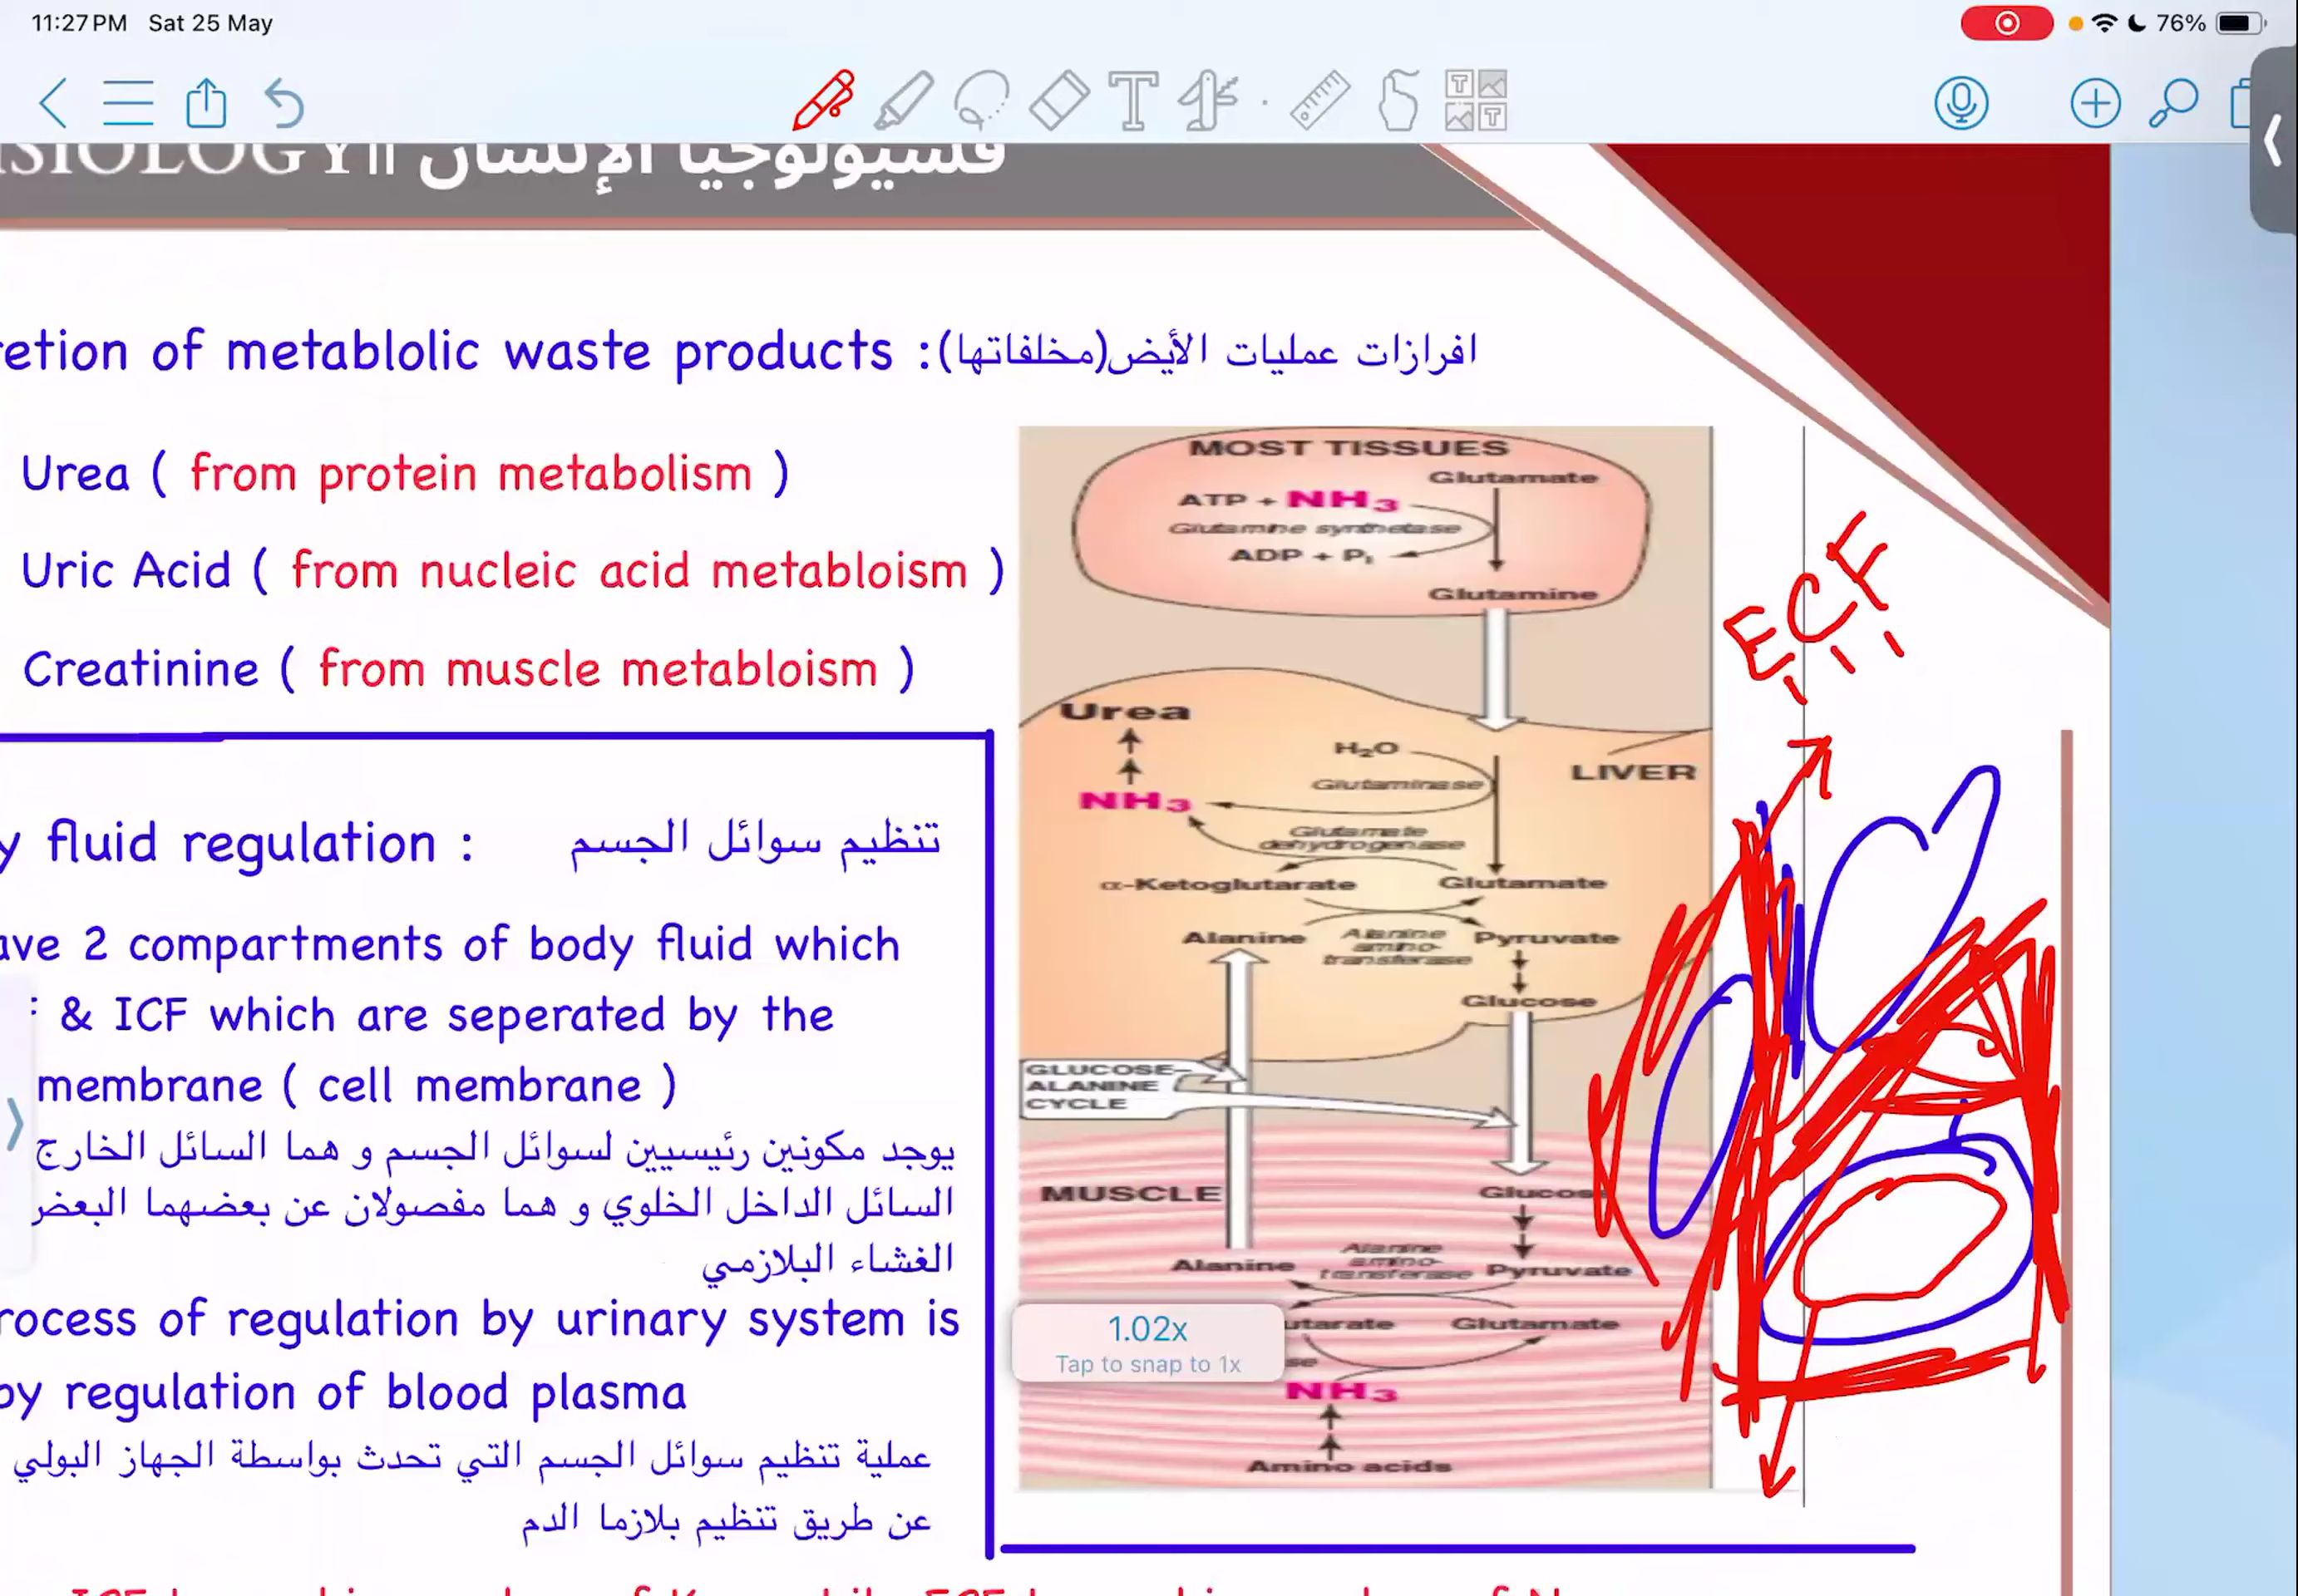 11:27 PM Sat 25 May
76%
فسيولوجيا الإنسان
etion of metablolic waste products : افرازات عمليات الأيض(مخلفاتها)
Urea ( from protein metabolism )
Uric Acid ( from nucleic acid metabloism )
Creatinine ( from muscle metabloism )
y fluid regulation : تنظيم سوائل الجسم
ave 2 compartments of body fluid which
& ICF which are seperated by the
membrane ( cell membrane )
يوجد مكونين رئيسيين لسوائل الجسم و هما السائل الخارج
السائل الداخل الخلوي و هما مفصولان عن بعضهما البعض
الغشاء البلازمي
rocess of regulation by urinary system is
by regulation of blood plasma
عملية تنظيم سوائل الجسم التي تحدث بواسطة الجهاز البولي
عن طريق تنظيم بلازما الدم
MOST TISSUES
Glutamate
ATP + NH3
Glutamine synthetase
ADP + Pi
Glutamine
Urea
H₂O
LIVER
Glutaminase
NH3
Glutamate
dehydrogenase
α-Ketoglutarate Glutamate
Alanine Alanine amino- transferase Pyruvate
Glucose
GLUCOSE-
ALANINE
CYCLE
MUSCLE
Glucos
Alanine Alanine amino- transferase Pyruvate
utarate Glutamate
NH3
Amino acids
1.02x
Tap to snap to 1x
ECF